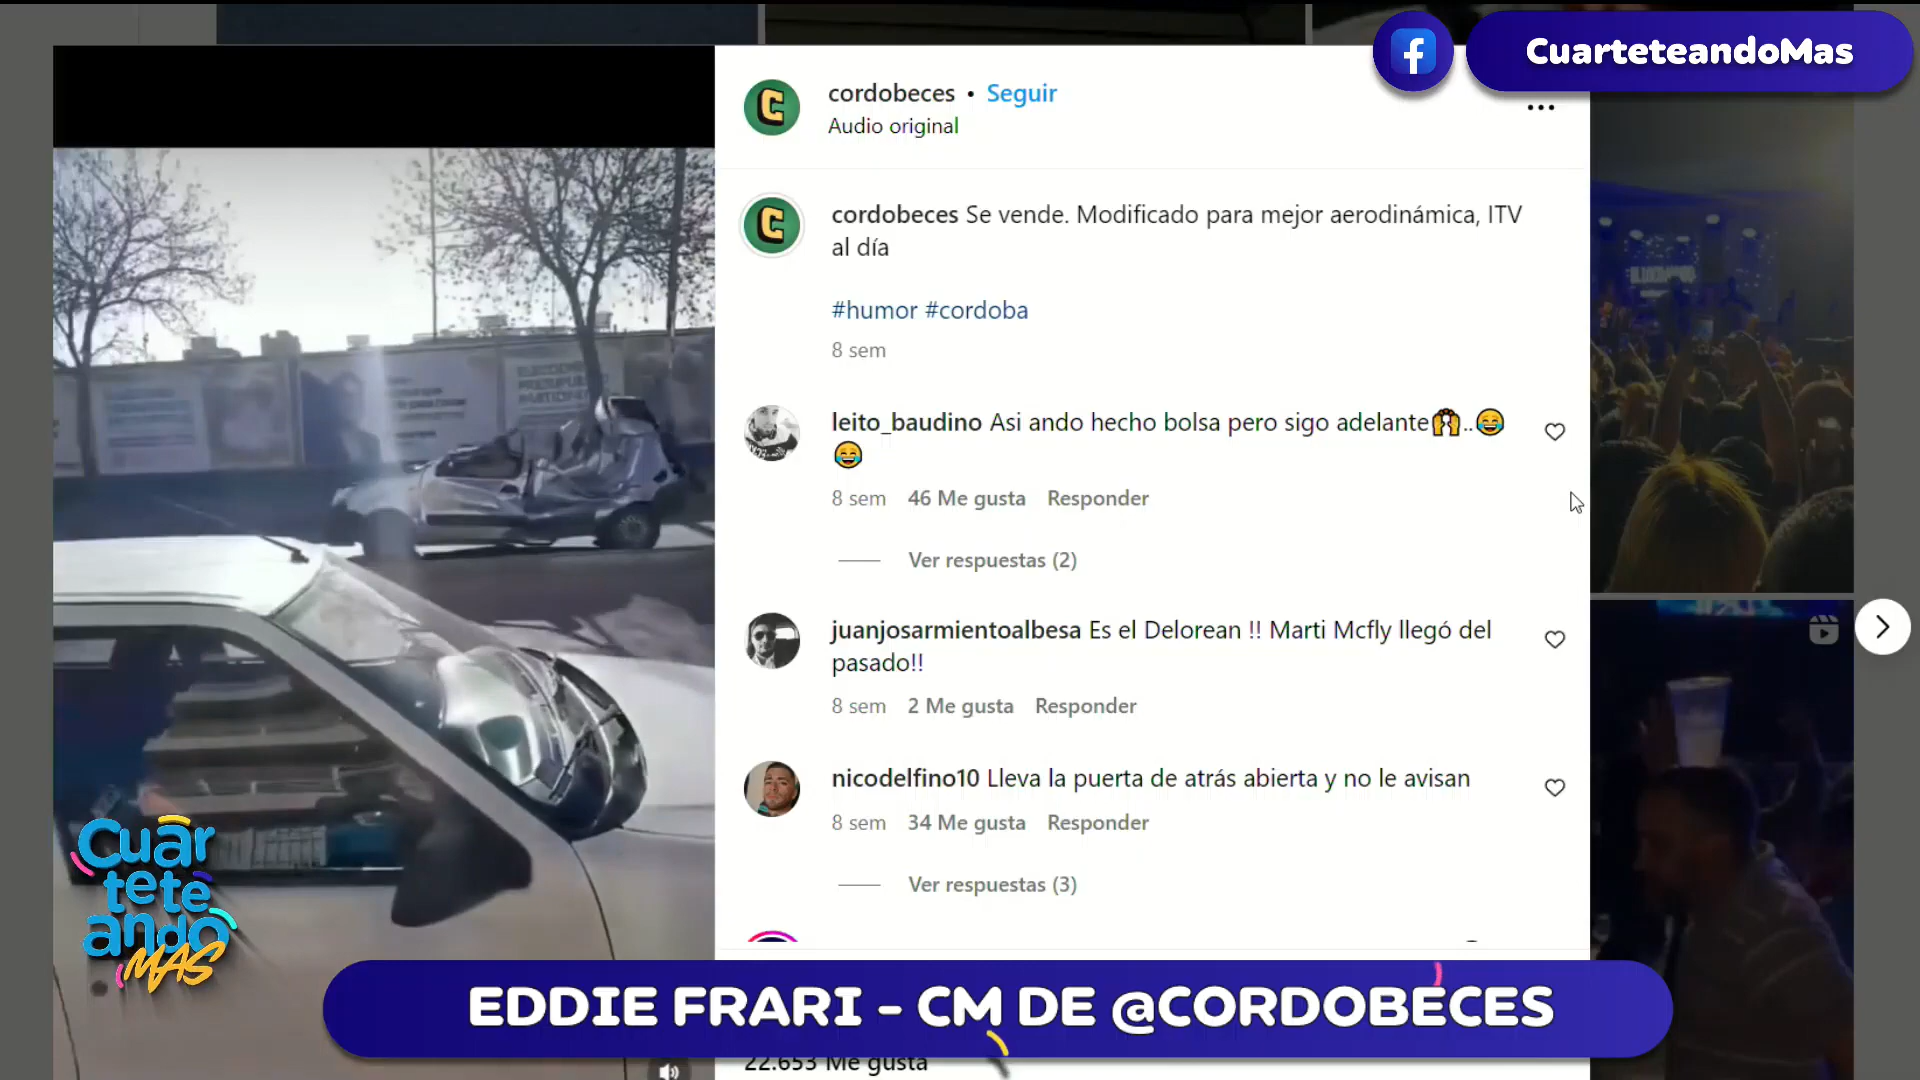 CuarteteandoMas
cordobeces • Seguir
Audio original
cordobeces Se vende. Modificado para mejor aerodinámica, ITV
al día
#humor #cordoba
8 sem
leito_baudino Asi ando hecho bolsa pero sigo adelante🙌..😂
😂
8 sem 46 Me gusta Responder
Ver respuestas (2)
juanjosarmientoalbesa Es el Delorean !! Marti Mcfly llegó del
pasado!!
8 sem 2 Me gusta Responder
nicodelfino10 Lleva la puerta de atrás abierta y no le avisan
8 sem 34 Me gusta Responder
Ver respuestas (3)
Cuar
tete
ando
MAS
EDDIE FRARI - CM DE @CORDOBECES
22.653 Me gusta